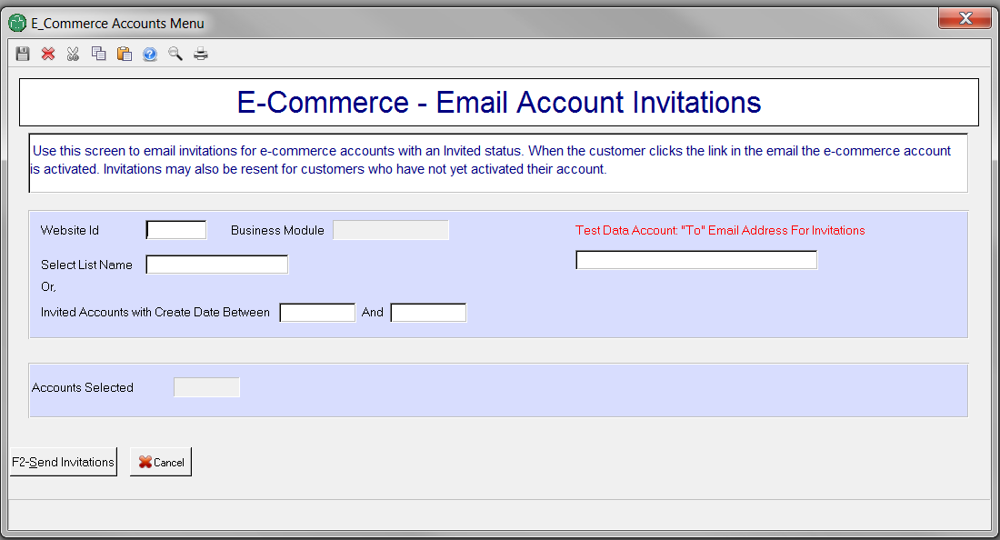 E_Commerce Accounts Menu
E-Commerce - Email Account Invitations
Use this screen to email invitations for e-commerce accounts with an Invited status. When the customer clicks the link in the email the e-commerce account
is activated. Invitations may also be resent for customers who have not yet activated their account.
Website Id Business Module Test Data Account: "To" Email Address For Invitations
Select List Name
Or,
Invited Accounts with Create Date Between And
Accounts Selected
F2-Send Invitations Cancel